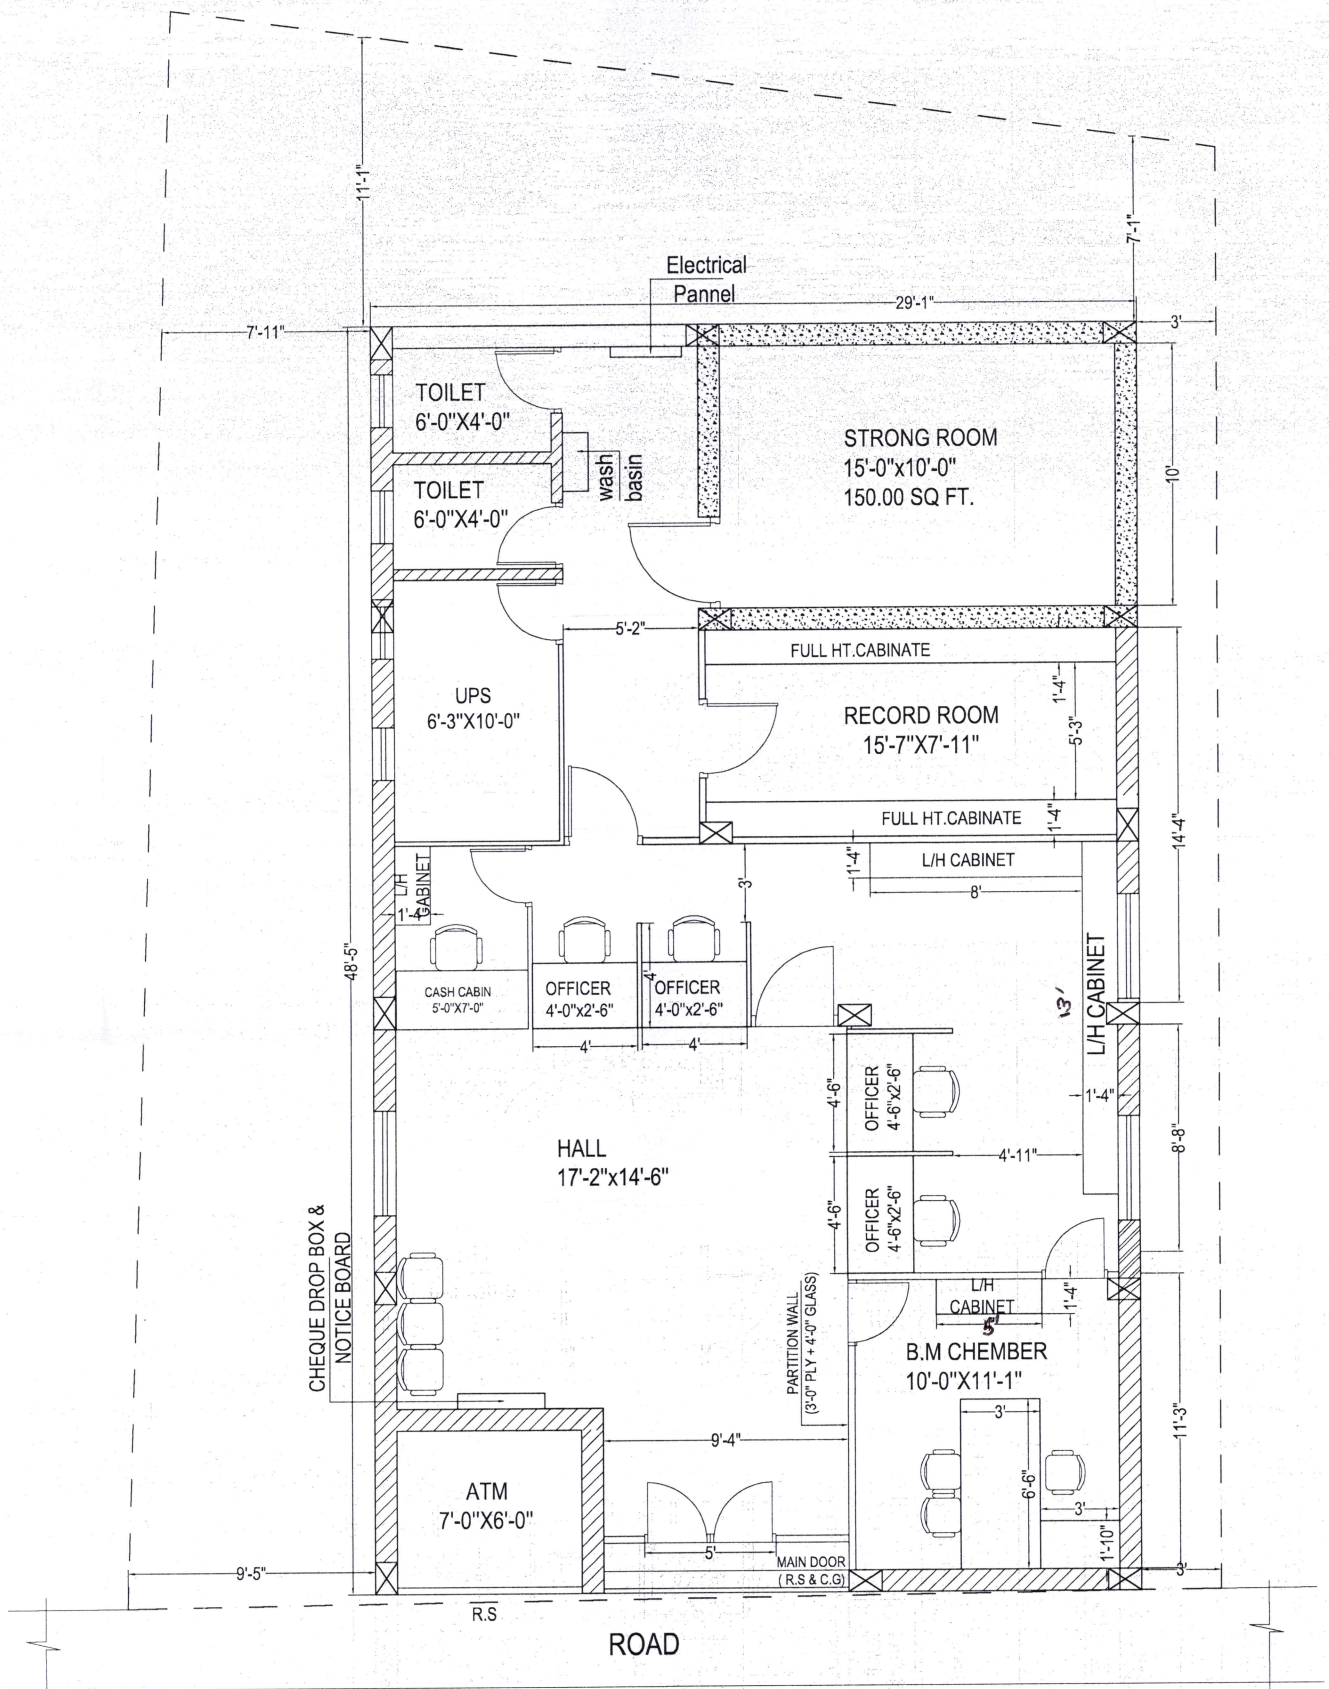 11'-1"
7'-1"
Electrical
Pannel
29'-1"
7'-11"
3'
TOILET
6'-0"X4'-0"
wash
basin
STRONG ROOM
15'-0"x10'-0"
150.00 SQ FT.
10'
TOILET
6'-0"X4'-0"
5'-2"
FULL HT.CABINATE
1'-4"
UPS
6'-3"X10'-0"
RECORD ROOM
15'-7"X7'-11"
5'-3"
FULL HT.CABINATE
1'-4"
14'-4"
L/H
CABINET
1'-4"
3'
1'-4"
L/H CABINET
8'
48'-5"
CASH CABIN
5'-0"X7'-0"
OFFICER
4'-0"x2'-6"
4'
OFFICER
4'-0"x2'-6"
4'
4'
13'
L/H CABINET
1'-4"
4'-6"
OFFICER
4'-6"x2'-6"
8'-8"
HALL
17'-2"x14'-6"
4'-11"
4'-6"
OFFICER
4'-6"x2'-6"
CHEQUE DROP BOX &
NOTICE BOARD
PARTITION WALL
(3'-0" PLY + 4'-0" GLASS)
L/H
CABINET
1'-4"
5'
B.M CHEMBER
10'-0"X11'-1"
3'
11'-3"
9'-4"
6'-6"
3'
1'-10"
ATM
7'-0"X6'-0"
5'
MAIN DOOR
( R.S & C.G)
9'-5"
3'
R.S
ROAD